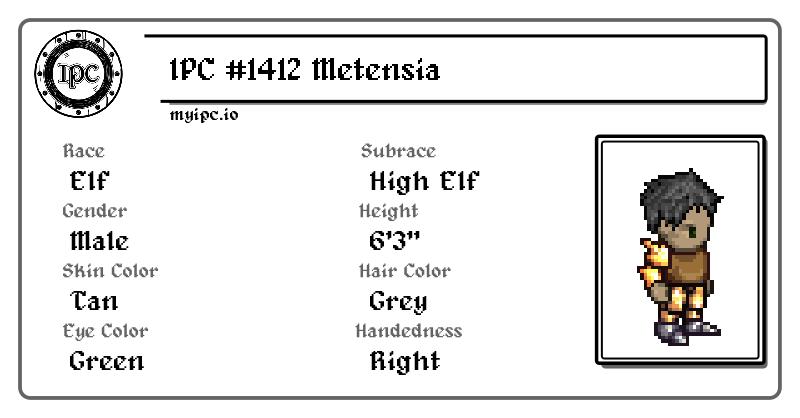 IPC
IPC #1412 Metensia
myipc.io
Race
Subrace
Elf
High Elf
Gender
Height
Male
6'3"
Skin Color
Hair Color
Tan
Grey
Eye Color
Handedness
Green
Right